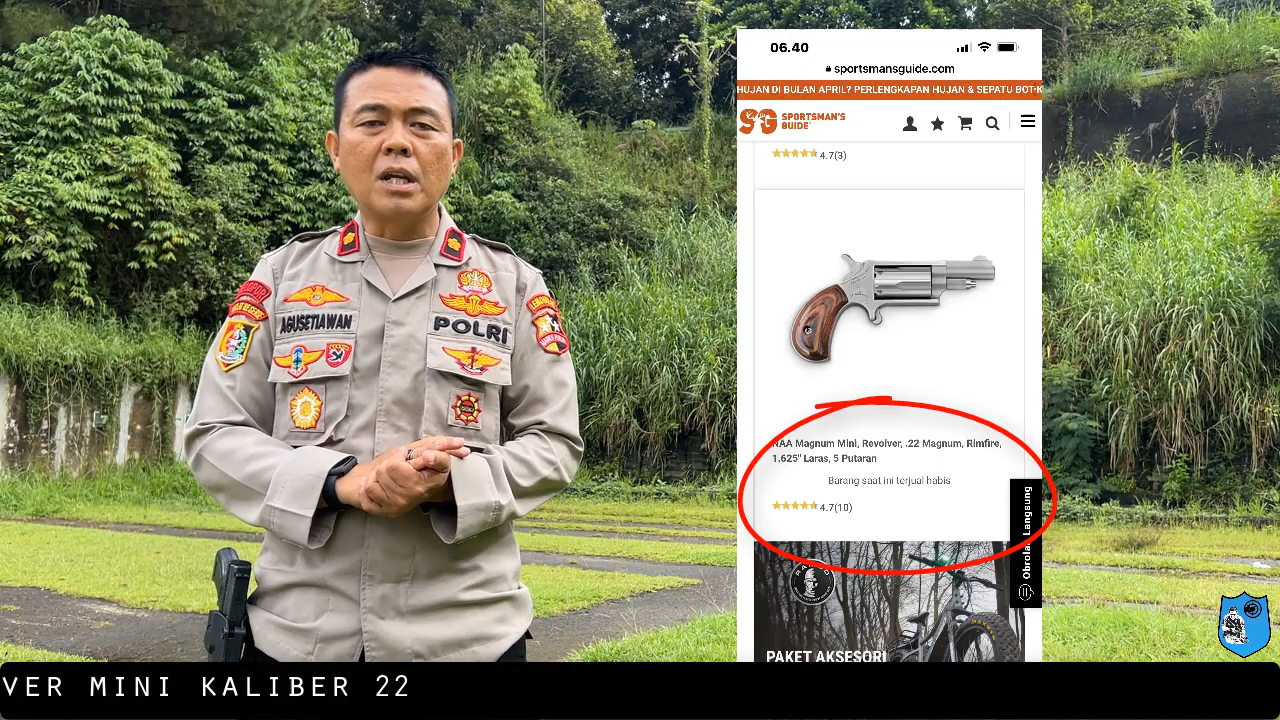 AGUSETIAWAN
POLRI
06.40
sportsmansguide.com
HUJAN DI BULAN APRIL? PERLENGKAPAN HUJAN & SEPATU BOT
SG SPORTSMAN'S
GUIDE
4.7(3)
NAA Magnum Mini, Revolver, .22 Magnum, Rimfire,
1.625" Laras, 5 Putaran
Barang saat ini terjual habis
4.7(10)
Obrolan Langsung
PAKET AKSESORI
VER MINI KALIBER 22